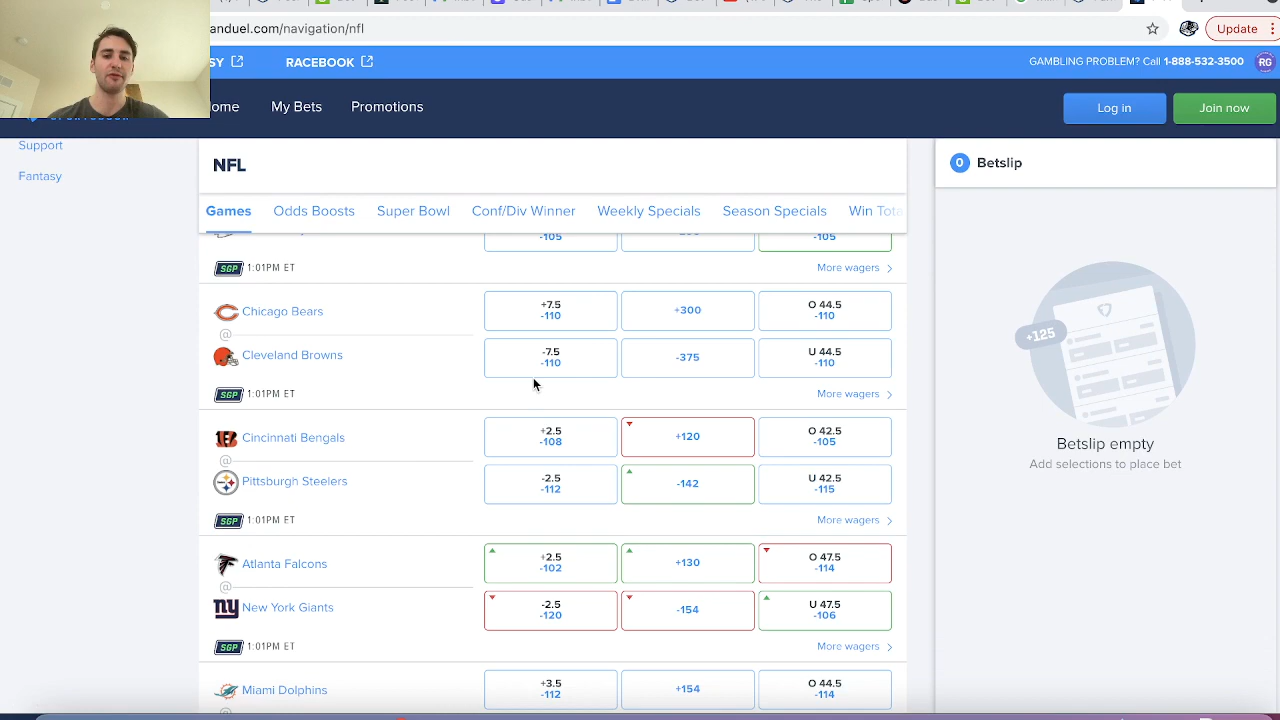 anduel.com/navigation/nfl
Update
SY
RACEBOOK
GAMBLING PROBLEM? Call 1-888-532-3500
RG
ome
My Bets
Promotions
Log in
Join now
Support
Fantasy
NFL
0 Betslip
Games
Odds Boosts
Super Bowl
Conf/Div Winner
Weekly Specials
Season Specials
Win Tota
-105
-105
SGP 1:01PM ET
More wagers
Chicago Bears
+7.5
-110
+300
O 44.5
-110
@
Cleveland Browns
-7.5
-110
-375
U 44.5
-110
SGP 1:01PM ET
More wagers
Cincinnati Bengals
+2.5
-108
+120
O 42.5
-105
@
Pittsburgh Steelers
-2.5
-112
-142
U 42.5
-115
SGP 1:01PM ET
More wagers
Atlanta Falcons
+2.5
-102
+130
O 47.5
-114
@
New York Giants
-2.5
-120
-154
U 47.5
-106
SGP 1:01PM ET
More wagers
Miami Dolphins
+3.5
-112
+154
O 44.5
-114
@
+125
Betslip empty
Add selections to place bet